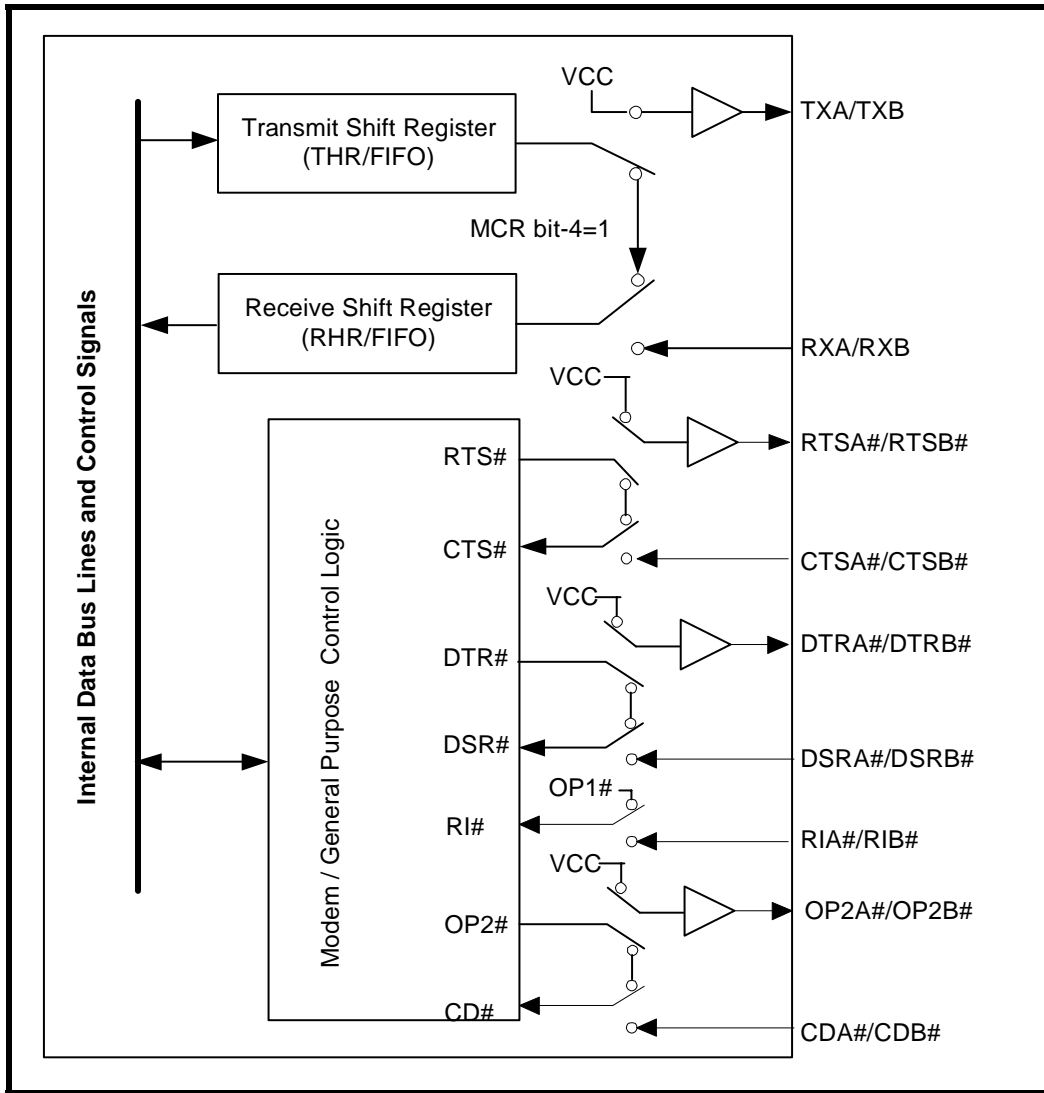 VCC
TXA/TXB
Transmit Shift Register
(THR/FIFO)
MCR bit-4=1
Receive Shift Register
(RHR/FIFO)
RXA/RXB
VCC
RTSA#/RTSB#
RTS#
CTS#
CTSA#/CTSB#
VCC
DTRA#/DTRB#
DTR#
DSR#
DSRA#/DSRB#
OP1#
RI#
RIA#/RIB#
VCC
OP2A#/OP2B#
OP2#
CD#
CDA#/CDB#
Internal Data Bus Lines and Control Signals
Modem / General Purpose Control Logic